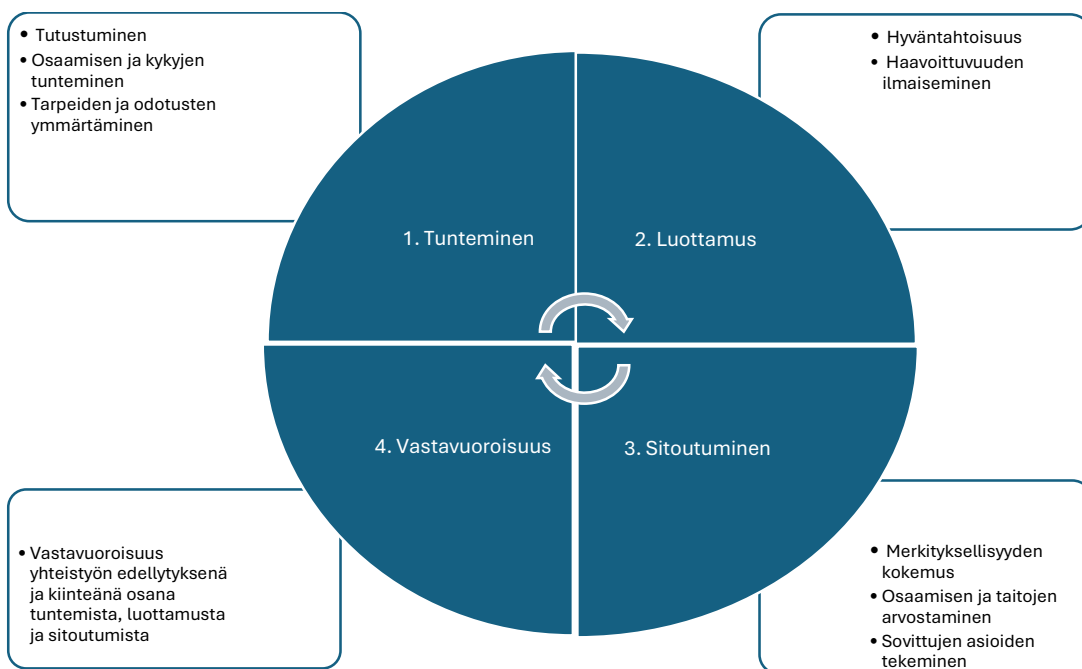 • Tutustuminen
• Osaamisen ja kykyjen
tunteminen
• Tarpeiden ja odotusten
ymmärtäminen
• Hyväntahtoisuus
• Haavoittuvuuden
ilmaiseminen
1. Tunteminen
2. Luottamus
4. Vastavuoroisuus
3. Sitoutuminen
• Vastavuoroisuus
yhteistyön edellytyksenä
ja kiinteänä osana
tuntemista, luottamusta
ja sitoutumista
• Merkityksellisyyden
kokemus
• Osaamisen ja taitojen
arvostaminen
• Sovittujen asioiden
tekeminen